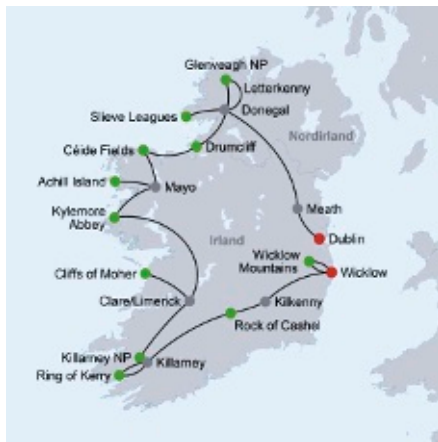 Glenveagh NP
Letterkenny
Donegal
Slieve Leagues
Nordirland
Drumcliff
Céide Fields
Achill Island
Mayo
Kylemore
Abbey
Meath
Dublin
Irland
Wicklow
Mountains
Wicklow
Cliffs of Moher
Clare/Limerick
Kilkenny
Rock of Cashel
Killarney NP
Killarney
Ring of Kerry